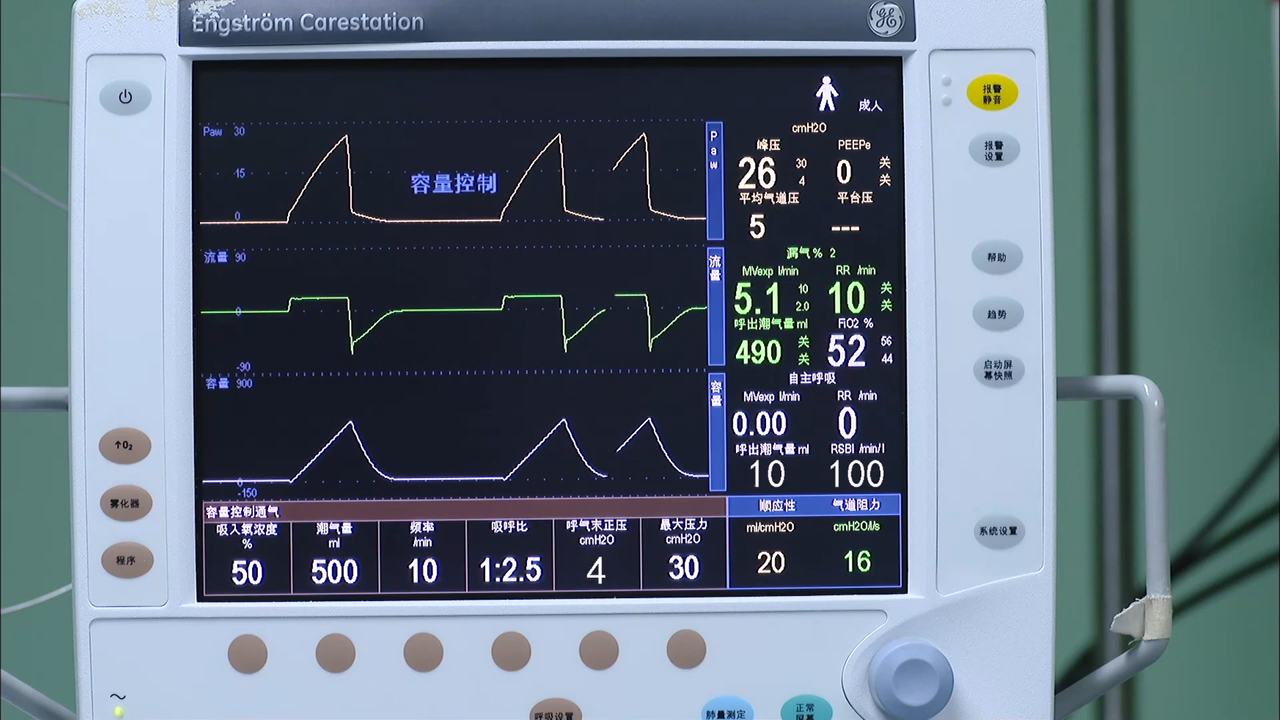 Engström Carestation
GE
成人
报警
静音
报警
设置
帮助
趋势
启动屏
幕快照
系统设置
↑O₂
雾化器
程序
Paw 30
15
0
容量控制
流量 90
0
-90
容量 900
0
-150
Paw
流量
容量
cmH2O
峰压
PEEPe
26
30
4
0
关
关
平均气道压
平台压
5
---
漏气% 2
MVexp l/min
RR /min
5.1
10
2.0
10
关
关
呼出潮气量 ml
FiO2 %
490
关
关
52
56
44
自主呼吸
MVexp l/min
RR /min
0.00
0
呼出潮气量 ml
RSBI /min/l
10
100
容量控制通气
吸入氧浓度
%
50
潮气量
ml
500
频率
/min
10
吸呼比
1:2.5
呼气末正压
cmH2O
4
最大压力
cmH2O
30
顺应性
气道阻力
ml/cmH2O
cmH2O/l/s
20
16
呼吸设置
肺量测定
正常
屏幕